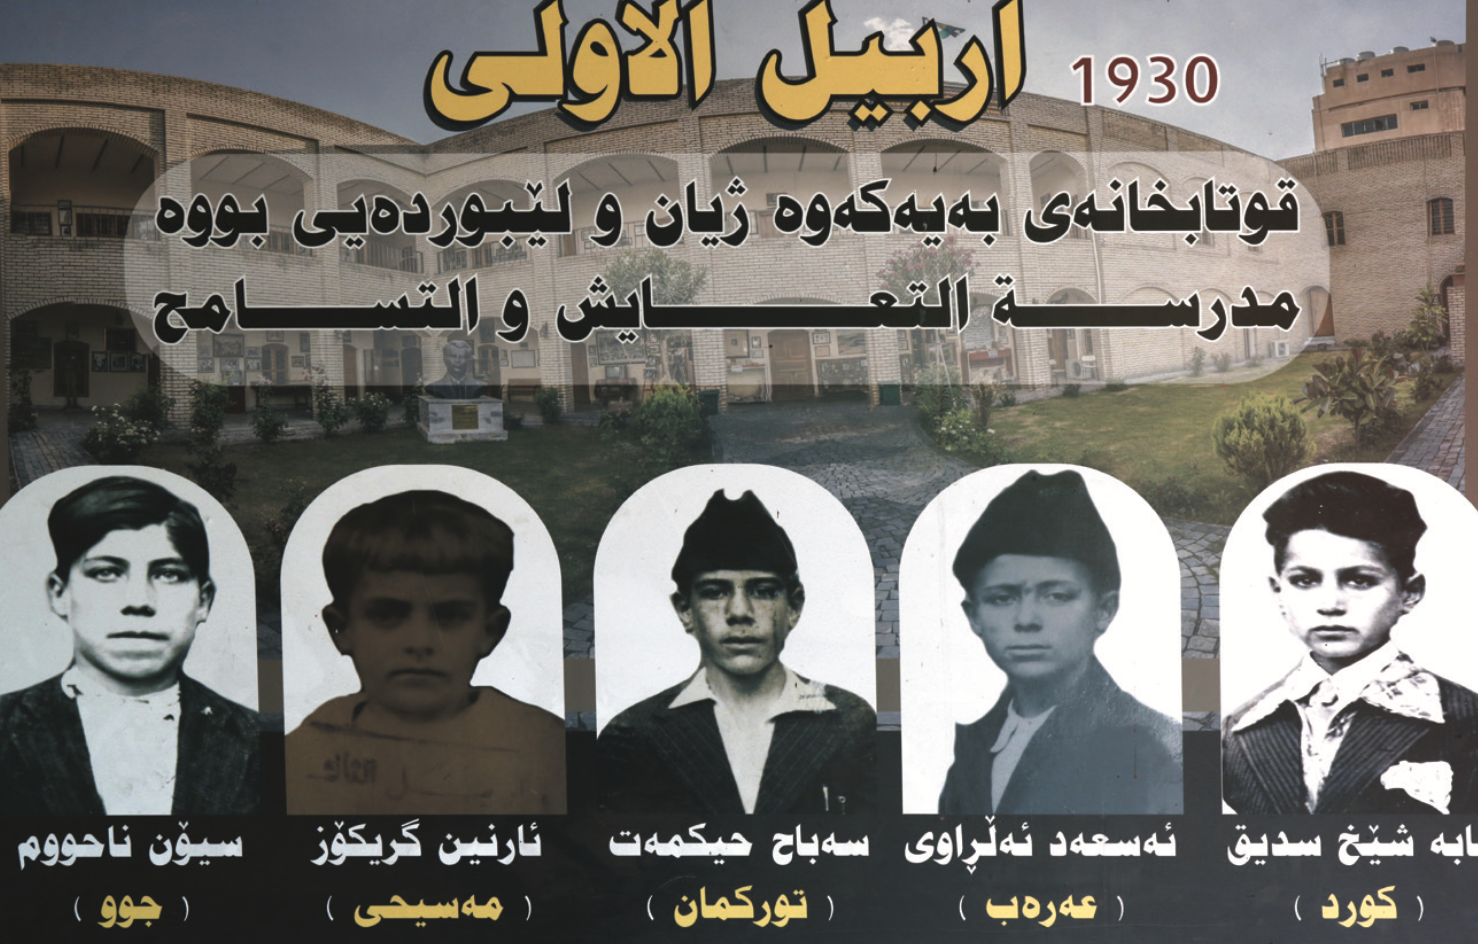 اربيل الاولى
1930
قوتابخانەی بەیەکەوە ژیان و لێبوردەیی بووە
مدرسة التعايش و التسامح
ابە شێخ سدیق
ئەسعەد ئەڵڕاوی
سەباح حیکمەت
ئارنین گریکۆز
سیۆن ناحووم
( کورد )
( عەرەب )
( تورکمان )
( مەسیحی )
( جوو )